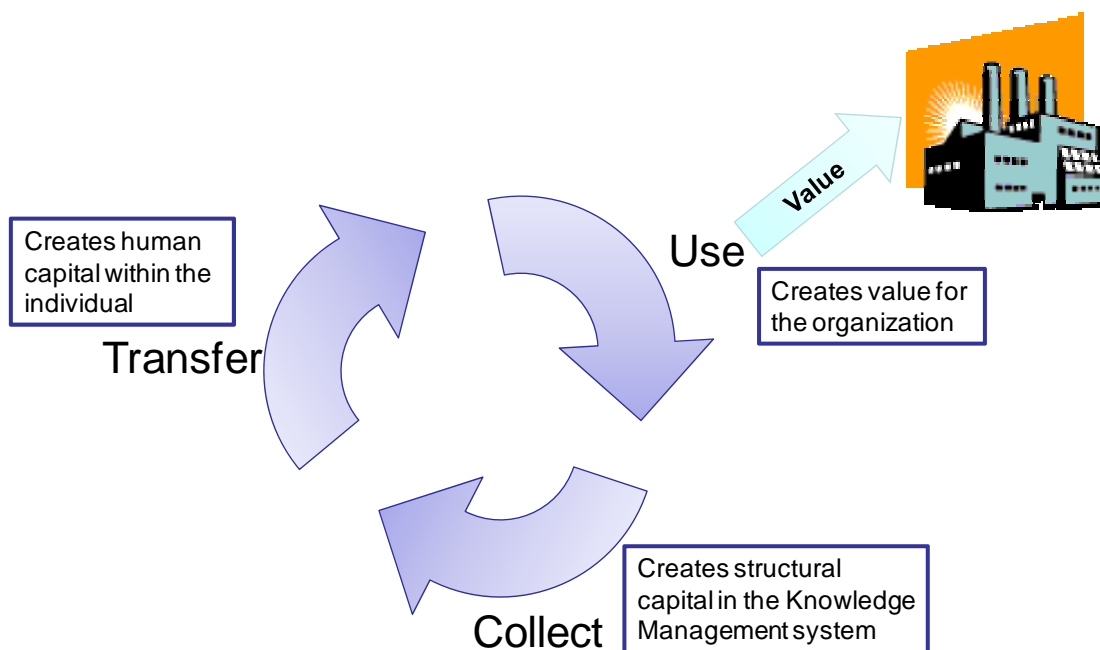 Value
Creates human
capital within the
individual
Use
Creates value for
the organization
Transfer
Creates structural
capital in the Knowledge
Management system
Collect